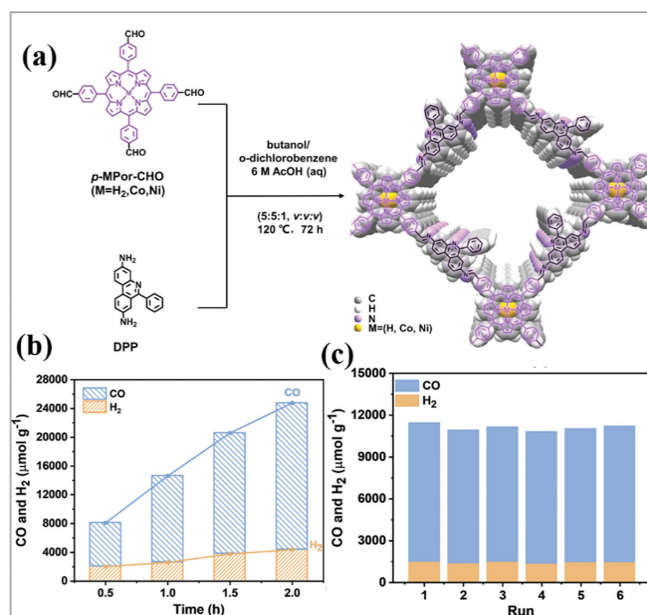 (a)
CHO
OHC
CHO
CHO
p-MPor-CHO
(M=H2,Co,Ni)
NH2
N
NH2
DPP
butanol/
o-dichlorobenzene
6 M AcOH (aq)
(5:5:1, v:v:v)
120 ℃, 72 h
C
H
N
M=(H, Co, Ni)
(b)
CO and H2 (μmol g-1)
28000
24000
20000
16000
12000
8000
4000
0
CO
H2
CO
H2
0.5
1.0
1.5
2.0
Time (h)
(c)
CO and H2 (μmol g-1)
15000
12000
9000
6000
3000
0
CO
H2
1
2
3
4
5
6
Run